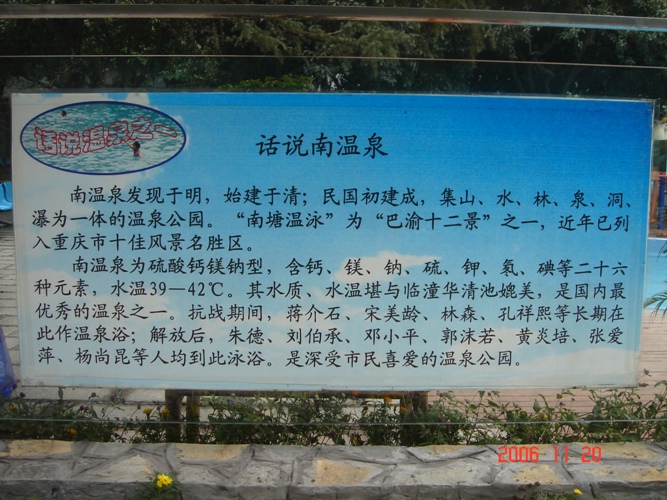 话说温泉之一
话说南温泉
南温泉发现于明，始建于清；民国初建成，集山、水、林、泉、洞、
瀑为一体的温泉公园。“南塘温泳”为“巴渝十二景”之一，近年已列
入重庆市十佳风景名胜区。
南温泉为硫酸钙镁钠型，含钙、镁、钠、硫、钾、氡、碘等二十六
种元素，水温39—42℃。其水质、水温堪与临潼华清池媲美，是国内最
优秀的温泉之一。抗战期间，蒋介石、宋美龄、林森、孔祥熙等长期在
此作温泉浴；解放后，朱德、刘伯承、邓小平、郭沫若、黄炎培、张爱
萍、杨尚昆等人均到此泳浴。是深受市民喜爱的温泉公园。
2006 11 20